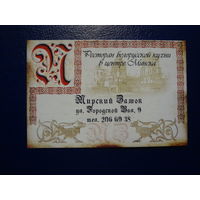 Ресторан белорусской кухни
в центре Минска
Мирский Замок
ул. Городской Вал, 9
тел. 206 69 38